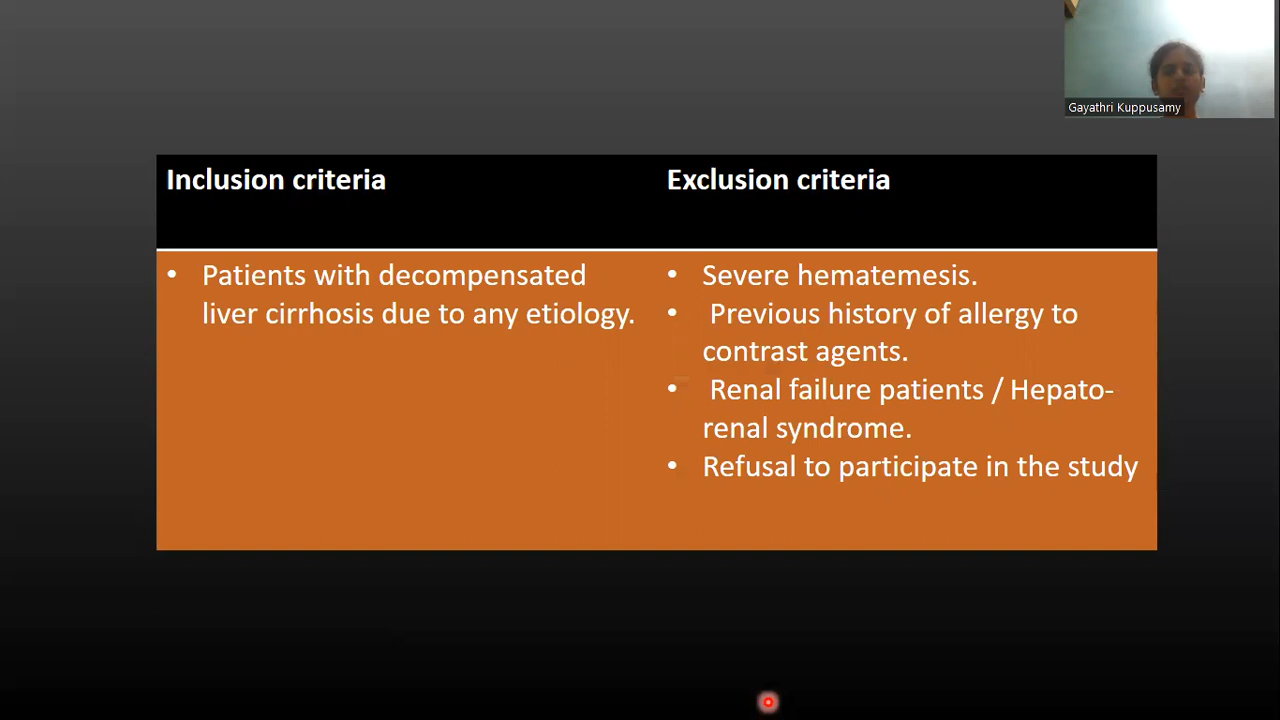 Gayathri Kuppusamy
Inclusion criteria
Exclusion criteria
• Patients with decompensated
liver cirrhosis due to any etiology.
• Severe hematemesis.
• Previous history of allergy to
contrast agents.
• Renal failure patients / Hepato-
renal syndrome.
• Refusal to participate in the study